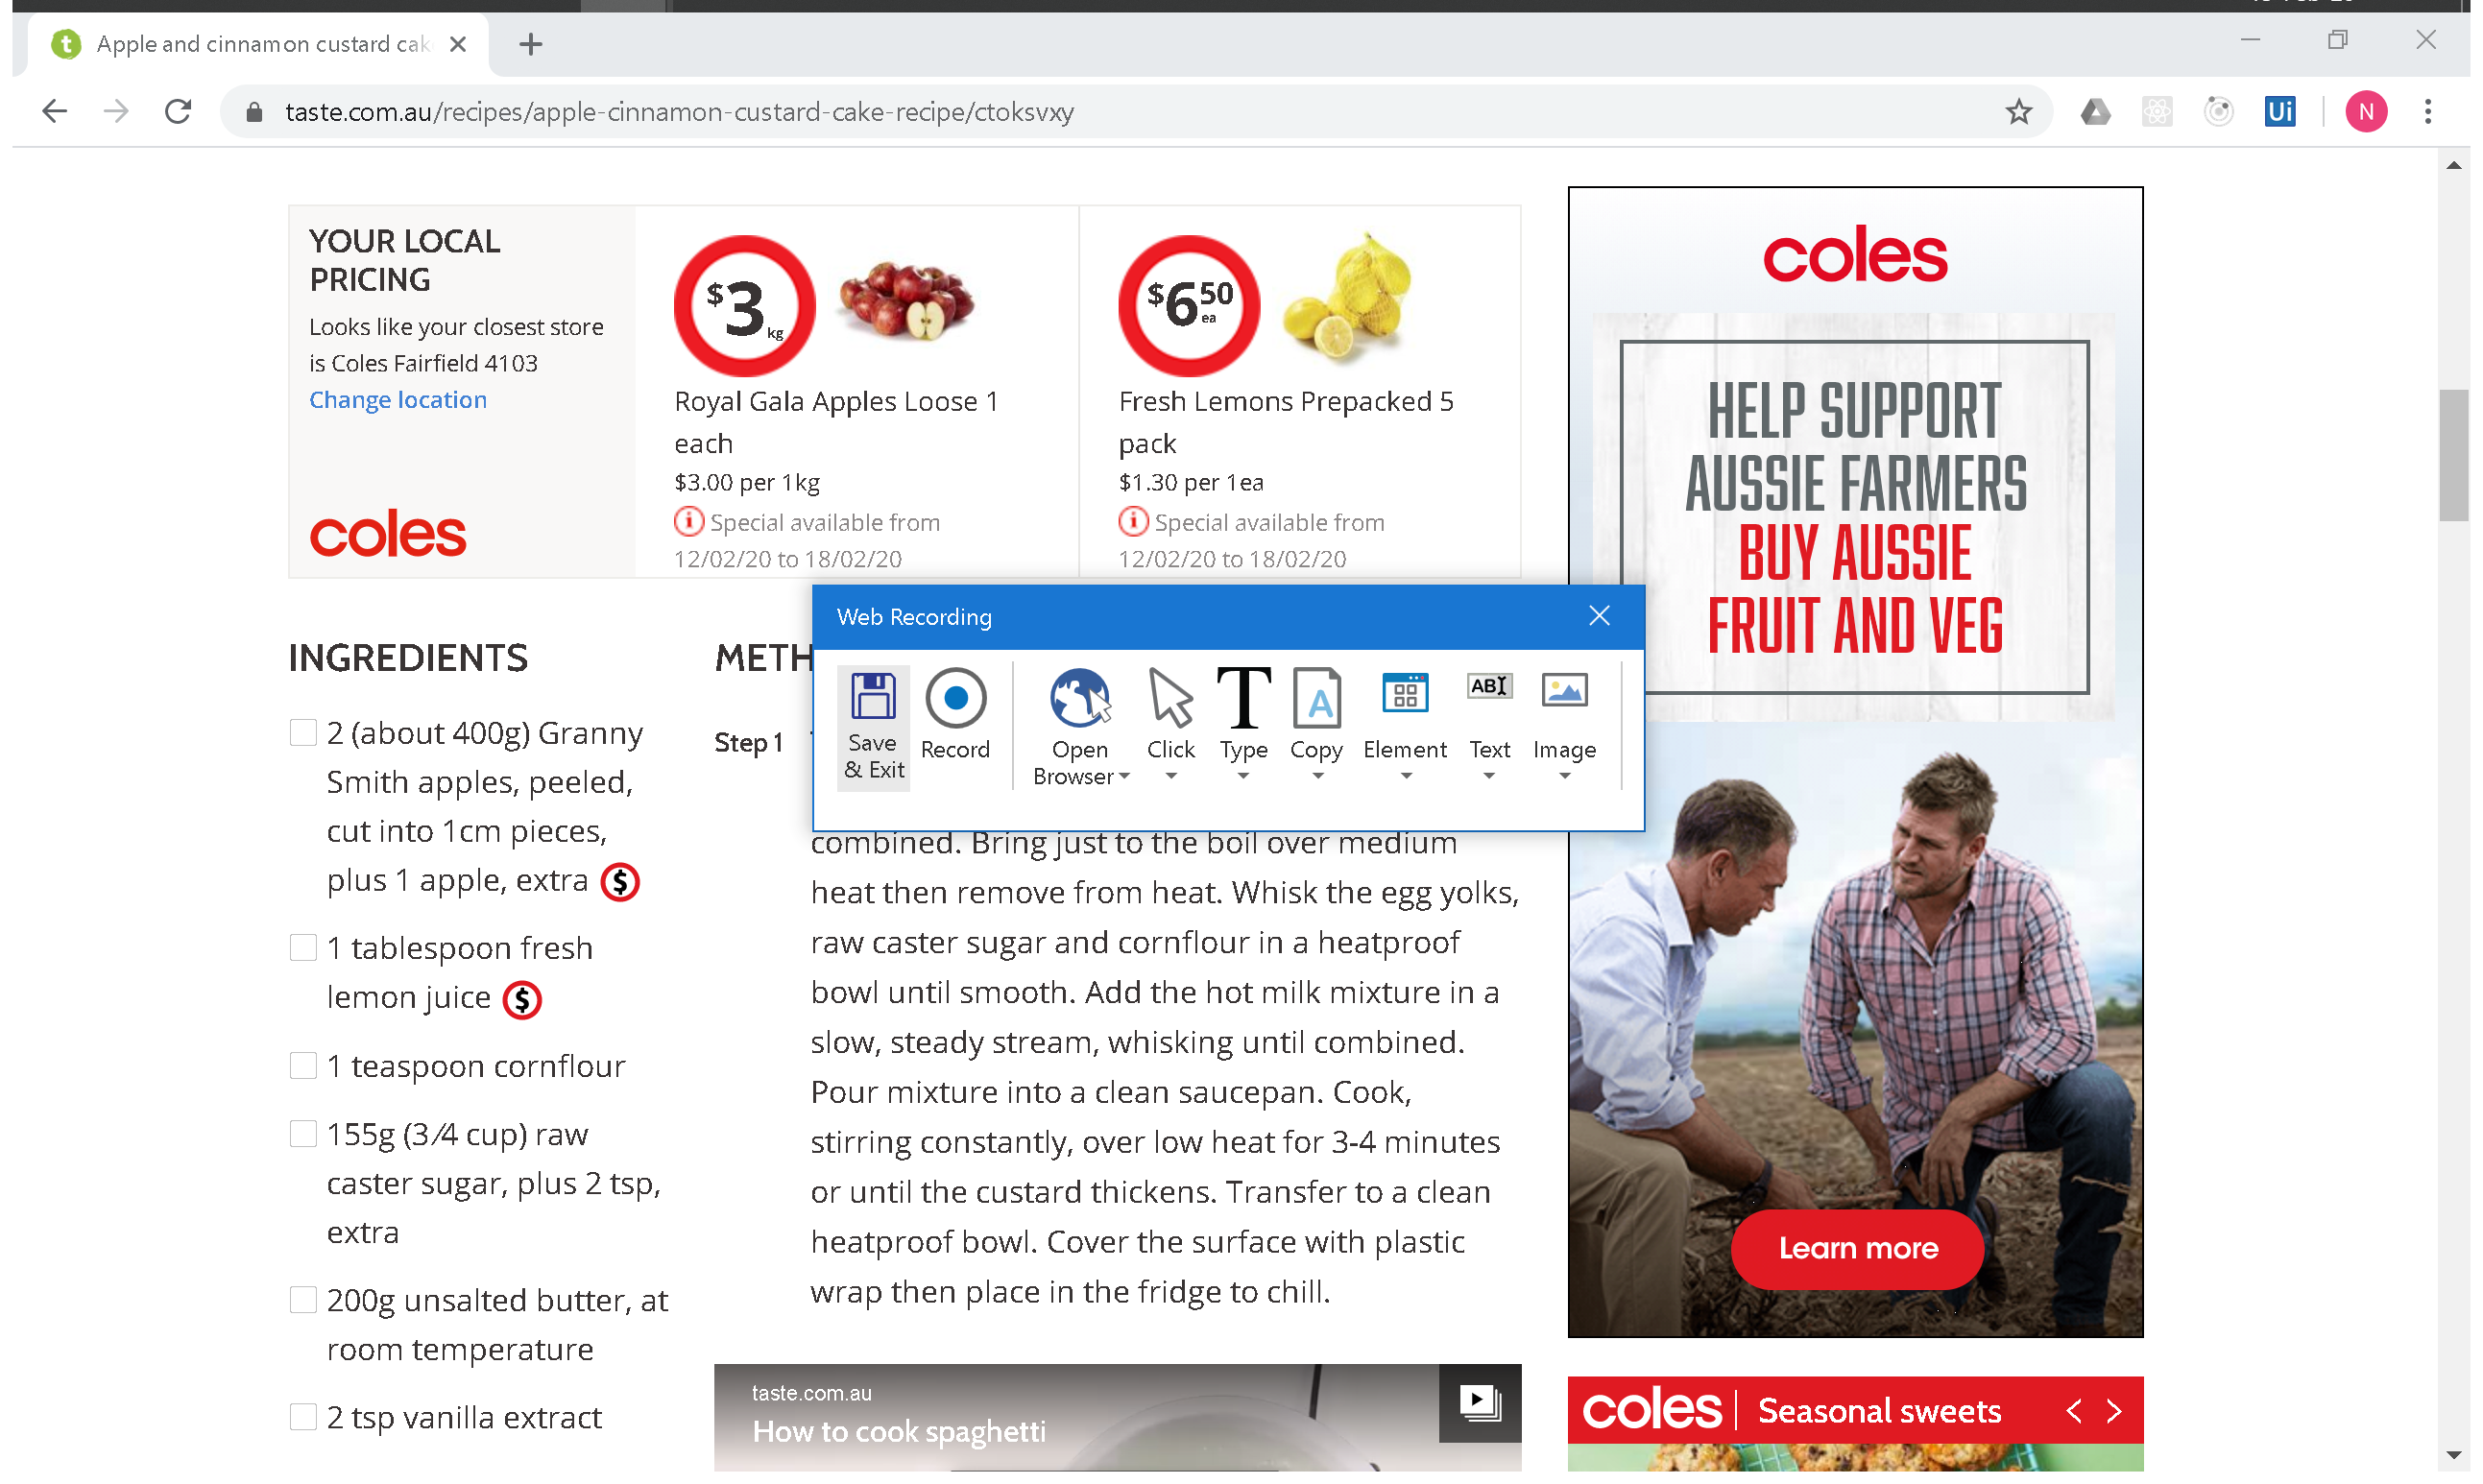 Apple and cinnamon custard cak
taste.com.au/recipes/apple-cinnamon-custard-cake-recipe/ctoksvxy
Ui
N
YOUR LOCAL
PRICING
Looks like your closest store
is Coles Fairfield 4103
Change location
coles
$3 kg
Royal Gala Apples Loose 1
each
$3.00 per 1kg
Special available from
12/02/20 to 18/02/20
$6 50 ea
Fresh Lemons Prepacked 5
pack
$1.30 per 1ea
Special available from
12/02/20 to 18/02/20
coles
HELP SUPPORT
AUSSIE FARMERS
BUY AUSSIE
FRUIT AND VEG
Learn more
Web Recording
Save
& Exit
Record
Open
Browser
Click
Type
Copy
Element
Text
Image
INGREDIENTS
2 (about 400g) Granny
Smith apples, peeled,
cut into 1cm pieces,
plus 1 apple, extra
1 tablespoon fresh
lemon juice
1 teaspoon cornflour
155g (3/4 cup) raw
caster sugar, plus 2 tsp,
extra
200g unsalted butter, at
room temperature
2 tsp vanilla extract
METH
Step 1
combined. Bring just to the boil over medium
heat then remove from heat. Whisk the egg yolks,
raw caster sugar and cornflour in a heatproof
bowl until smooth. Add the hot milk mixture in a
slow, steady stream, whisking until combined.
Pour mixture into a clean saucepan. Cook,
stirring constantly, over low heat for 3-4 minutes
or until the custard thickens. Transfer to a clean
heatproof bowl. Cover the surface with plastic
wrap then place in the fridge to chill.
taste.com.au
How to cook spaghetti
coles | Seasonal sweets